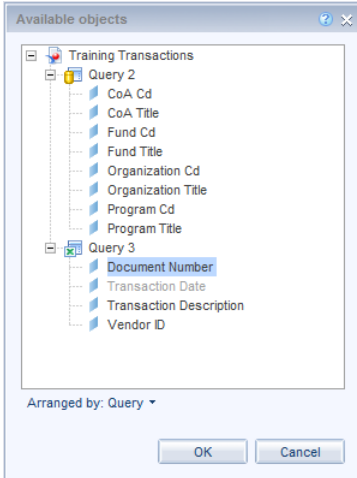 Available objects
Training Transactions
Query 2
CoA Cd
CoA Title
Fund Cd
Fund Title
Organization Cd
Organization Title
Program Cd
Program Title
Query 3
Document Number
Transaction Date
Transaction Description
Vendor ID
Arranged by: Query
OK Cancel